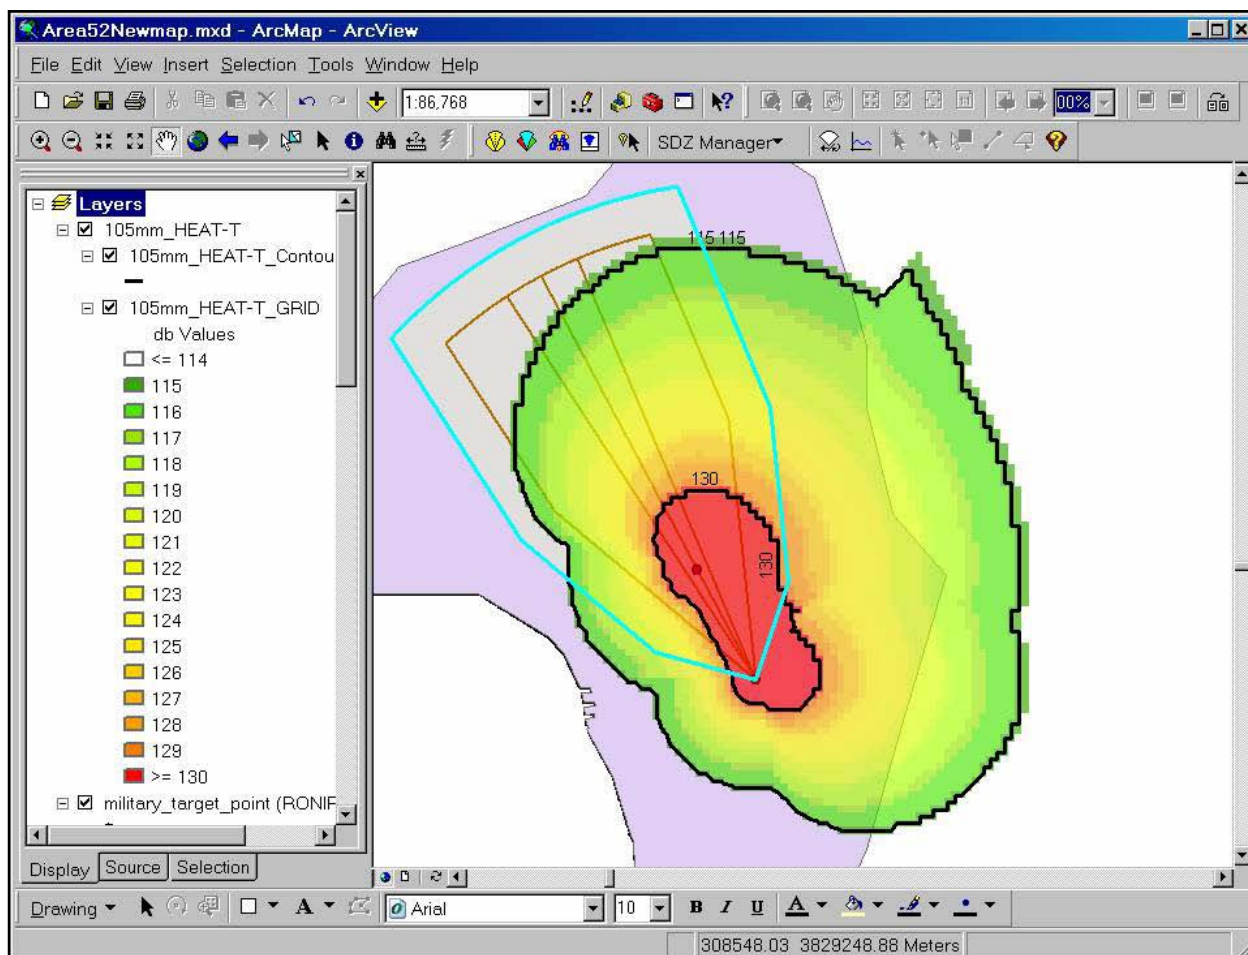 Area52Newmap.mxd - ArcMap - ArcView
File Edit View Insert Selection Tools Window Help
1:86,768
00%
SDZ Manager
Layers
105mm_HEAT-T
105mm_HEAT-T_Contou
105mm_HEAT-T_GRID
db Values
<= 114
115
116
117
118
119
120
121
122
123
124
125
126
127
128
129
>= 130
military_target_point (RONIF
Display Source Selection
115 115
130
130
Drawing A Arial 10 B I U A
308548.03 3829248.88 Meters